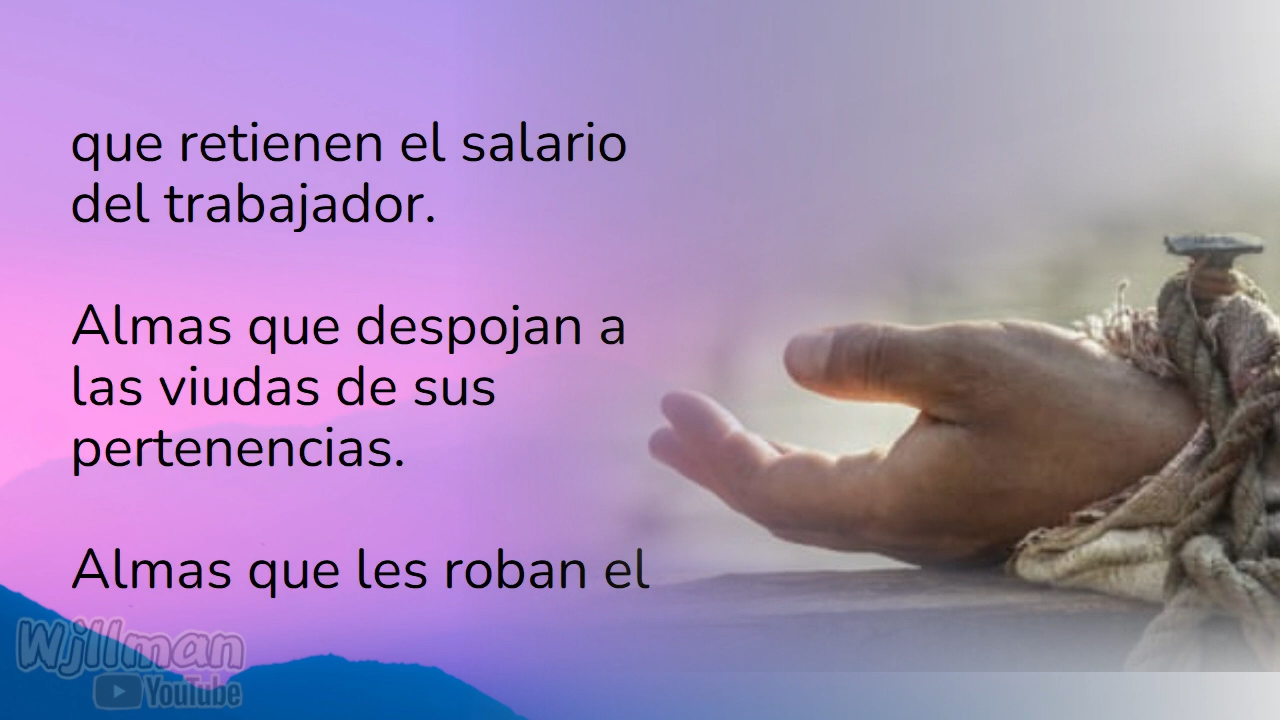 que retienen el salario
del trabajador.
Almas que despojan a
las viudas de sus
pertenencias.
Almas que les roban el
Wjllman
YouTube